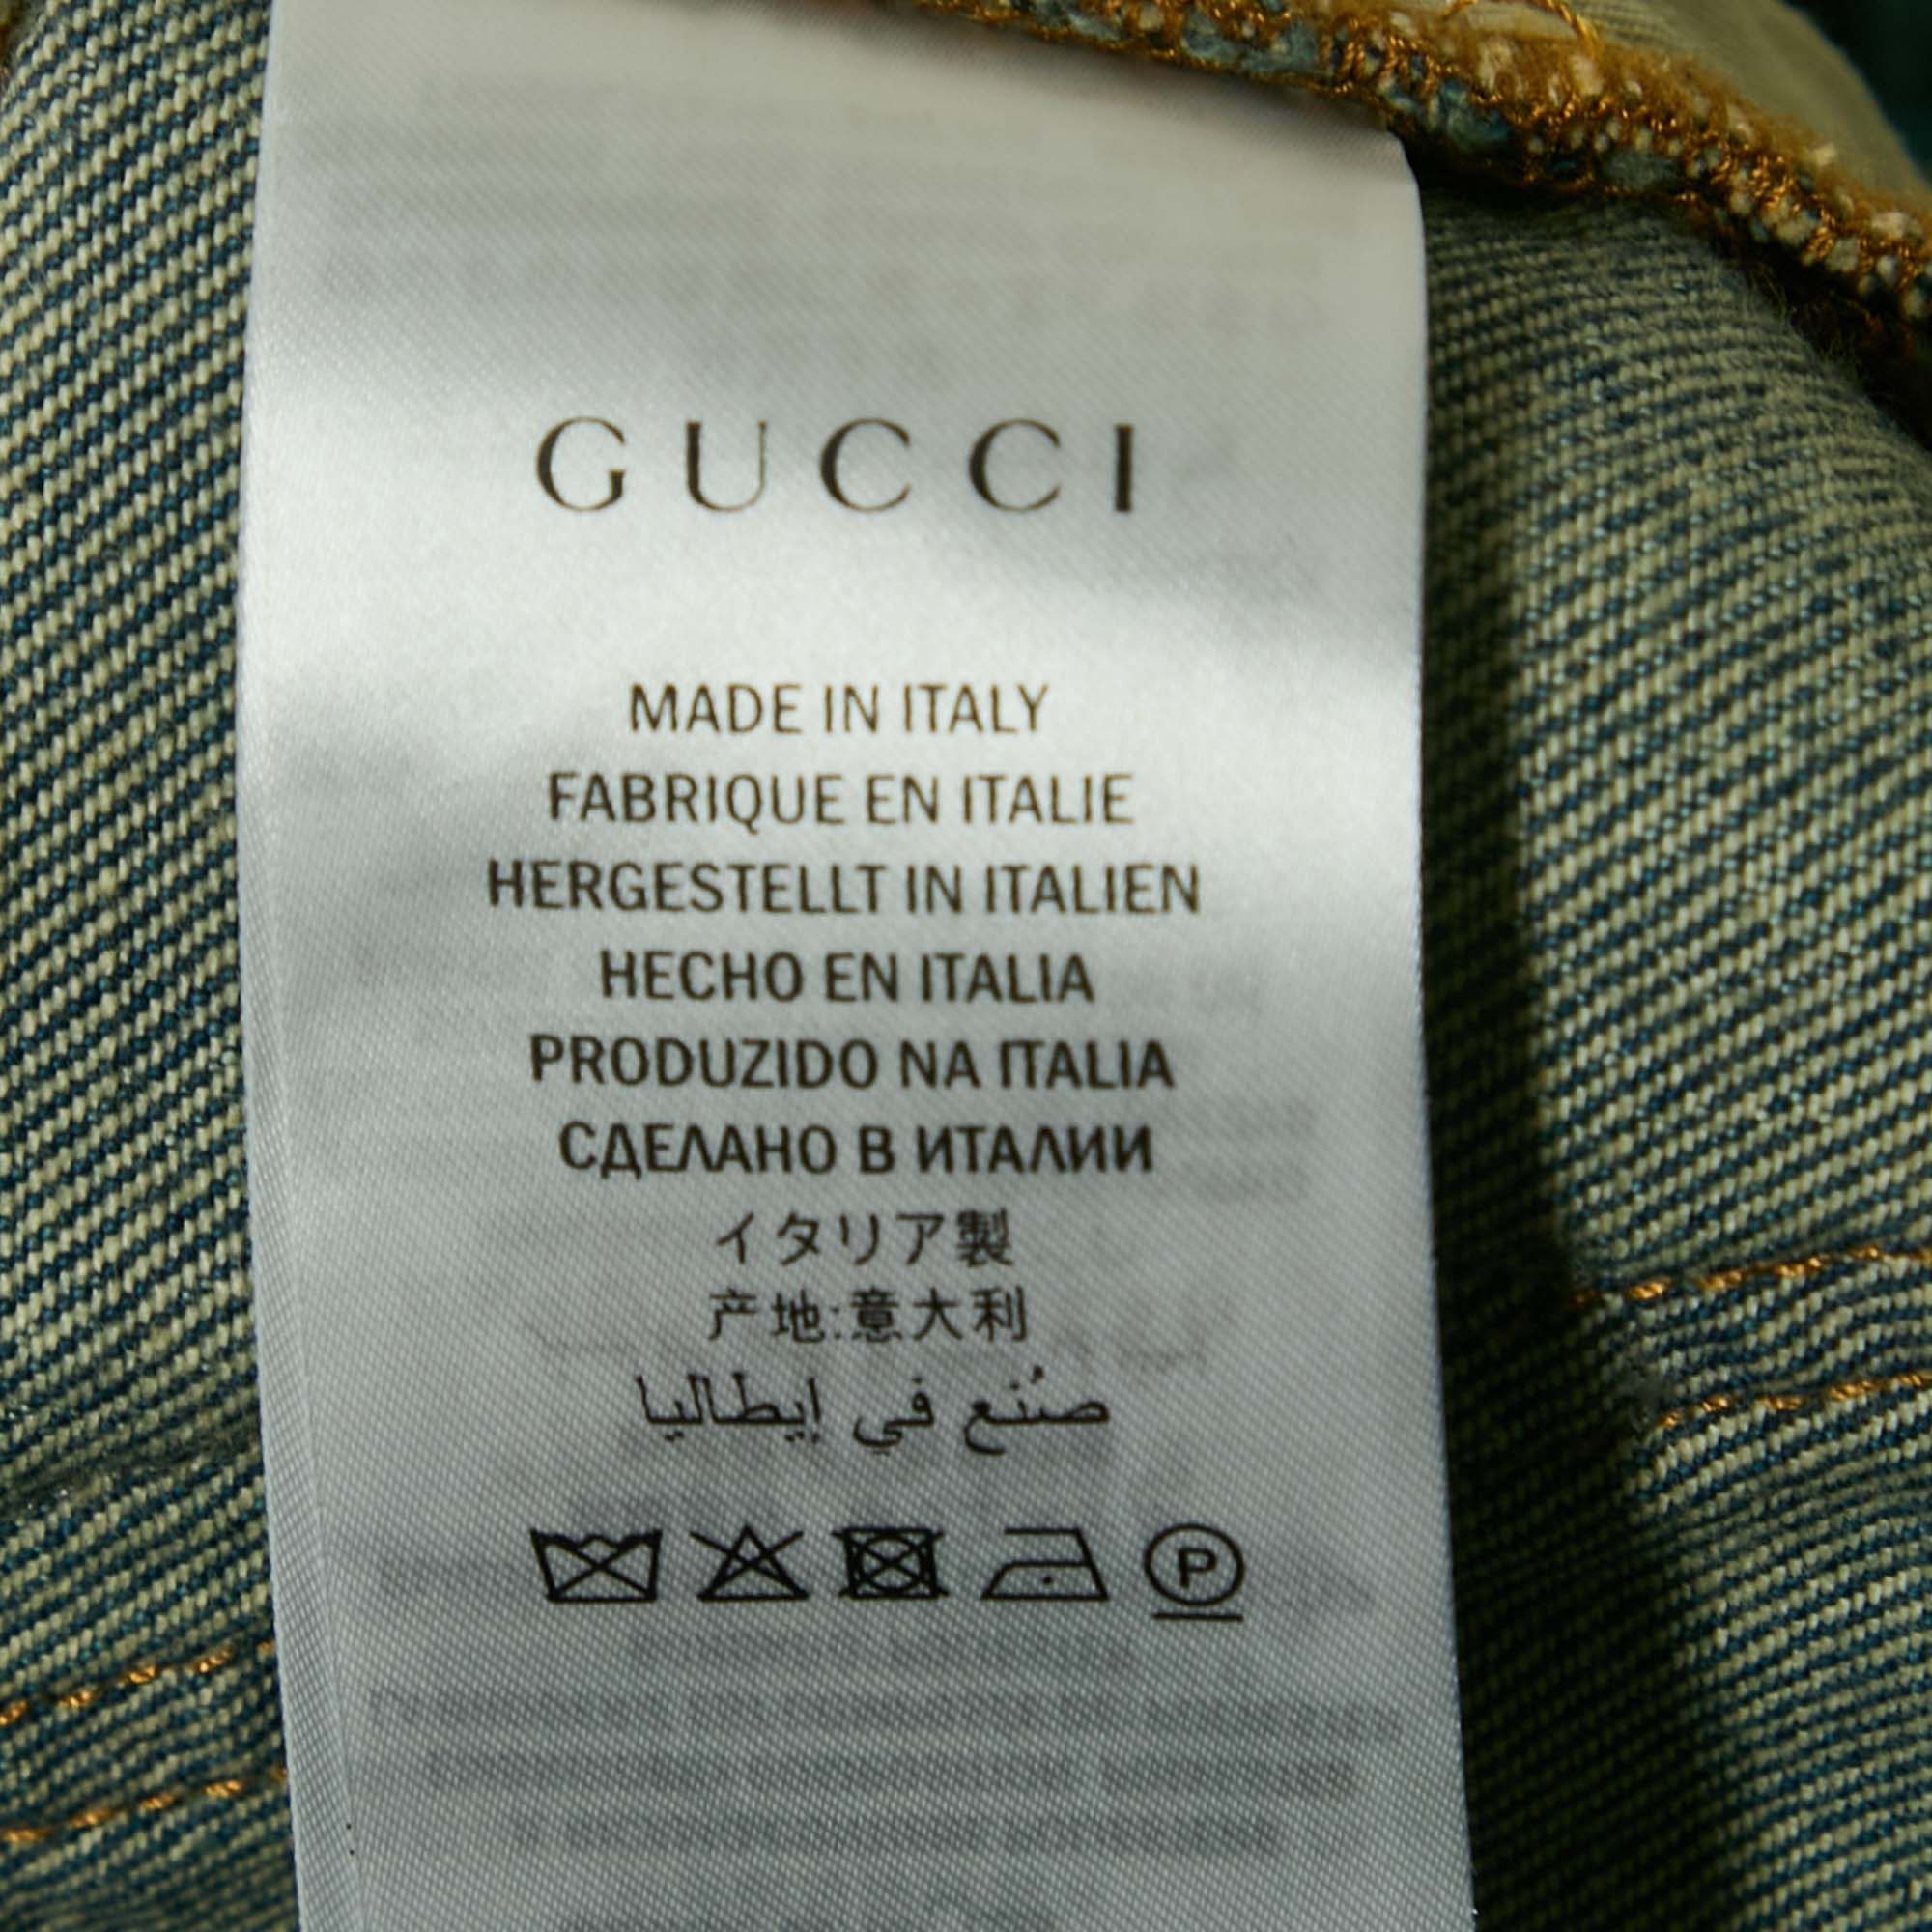 GUCCI
MADE IN ITALY
FABRIQUE EN ITALIE
HERGESTELLT IN ITALIEN
HECHO EN ITALIA
PRODUZIDO NA ITALIA
СДЕЛАНО В ИТАЛИИ
イタリア製
产地:意大利
صُنع في إيطاليا
P